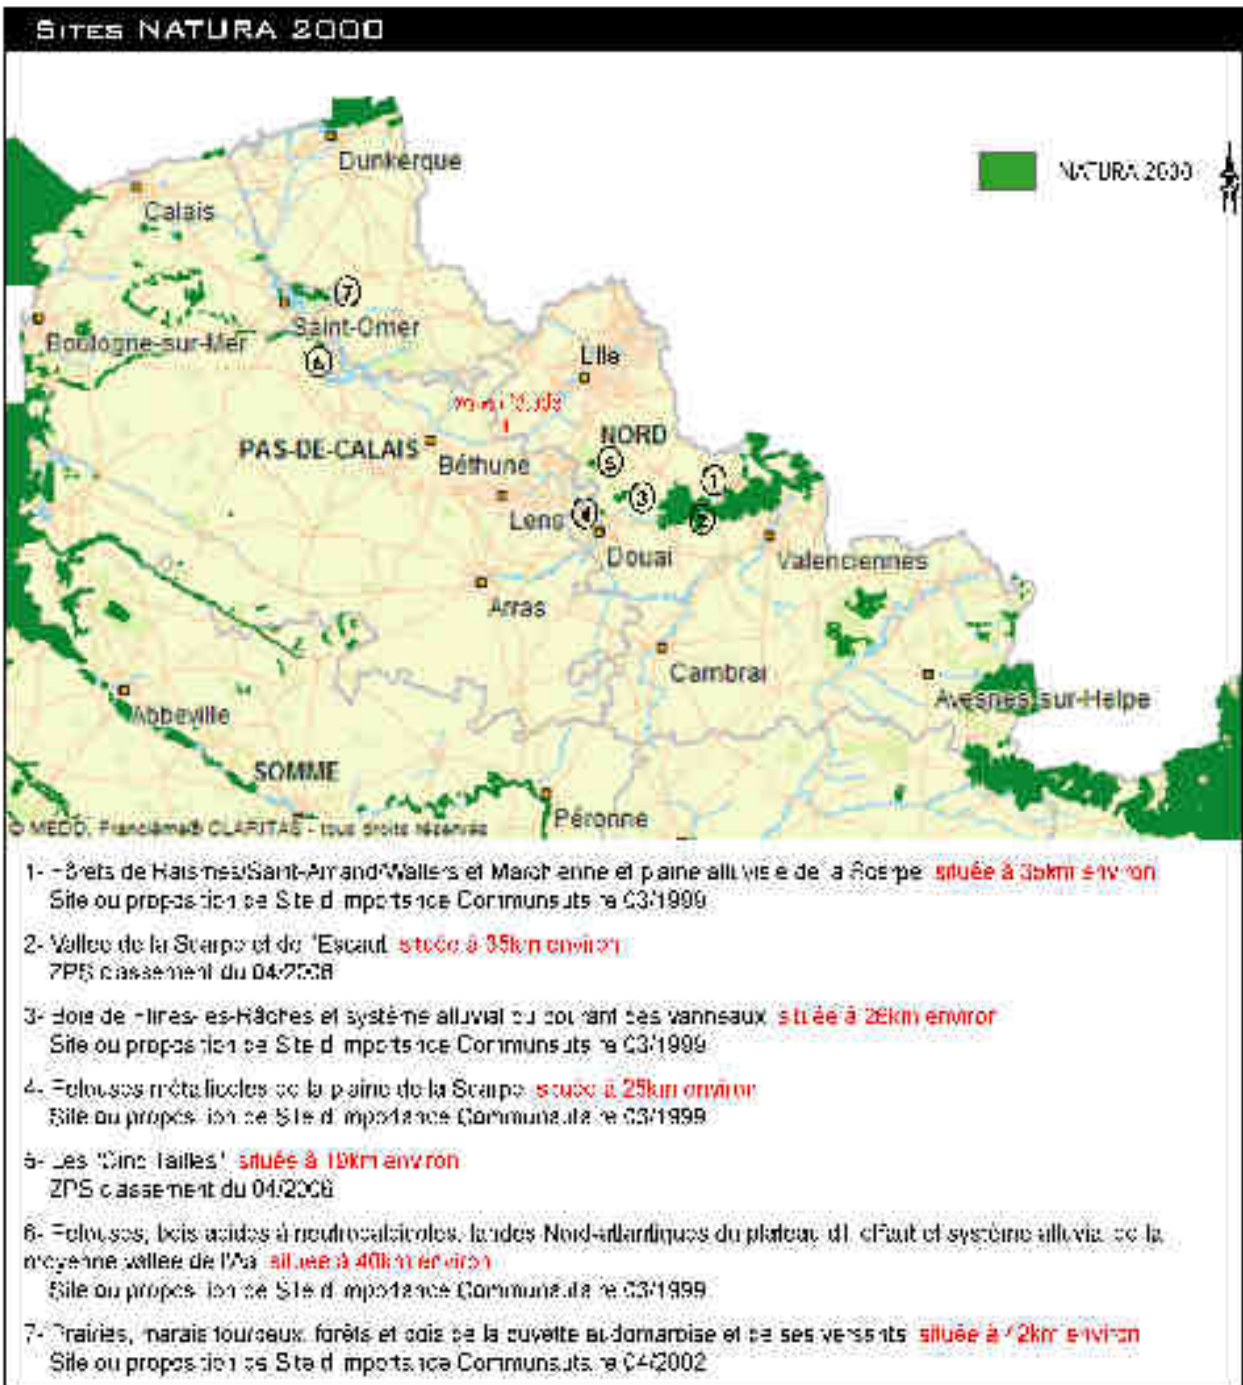 SITES NATURA 2000
NATURA 2000
Dunkerque
Calais
7
Saint-Omer
Boulogne-sur-Mer
6
Lille
NORD
PAS-DE-CALAIS
Béthune
5
1
3
Lens
4
2
Douai
Valenciennes
Arras
Cambrai
Avesnes-sur-Helpe
Abbeville
SOMME
Péronne
© MEDD, France CLARITAS - tous droits réservés
1- Forêts de Raismes/Saint-Amand/Wallers et Marchienne et plaine alluviale de la Scarpe située à 35km environ
Site ou proposition de Site d'importance Communautaire 03/1999
2- Vallée de la Scarpe et de l'Escaut située à 35km environ
ZPS classement du 04/2006
3- Bois de Flines-les-Râches et système alluvial du courant des vanneaux située à 26km environ
Site ou proposition de Site d'importance Communautaire 03/1999
4- Pelouses métallicoles de la plaine de la Scarpe située à 25km environ
Site ou proposition de Site d'importance Communautaire 03/1999
5- Les "Cinq Tailles" située à 19km environ
ZPS classement du 04/2006
6- Pelouses, bois acides à neutrocalcicoles, landes Nord-atlantiques du plateau d'Helfaut et système alluvial de la
moyenne vallée de l'Aa située à 40km environ
Site ou proposition de Site d'importance Communautaire 03/1999
7- Prairies, marais tourbeux, forêts et bois de la cuvette audomaroise et de ses versants située à 42km environ
Site ou proposition de Site d'importance Communautaire 04/2002